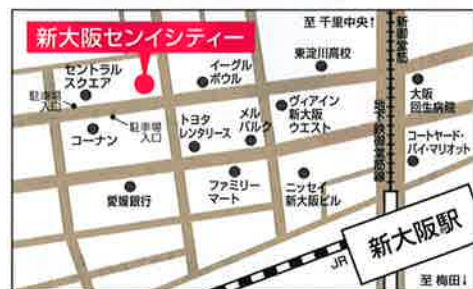 至 千里中央↑
新大阪センイシティー
新御堂筋
東淀川高校
セントラル
スクエア
イーグル
ボウル
大阪
回生病院
駐車場
入口
ヴィアイン
新大阪
ウエスト
地下鉄御堂筋線
駐車場
入口
トヨタ
レンタリース
メル
パルク
コーナン
コートヤード・
バイ・マリオット
愛媛銀行
ファミリー
マート
ニッセイ
新大阪ビル
新大阪駅
JR
至 梅田↓